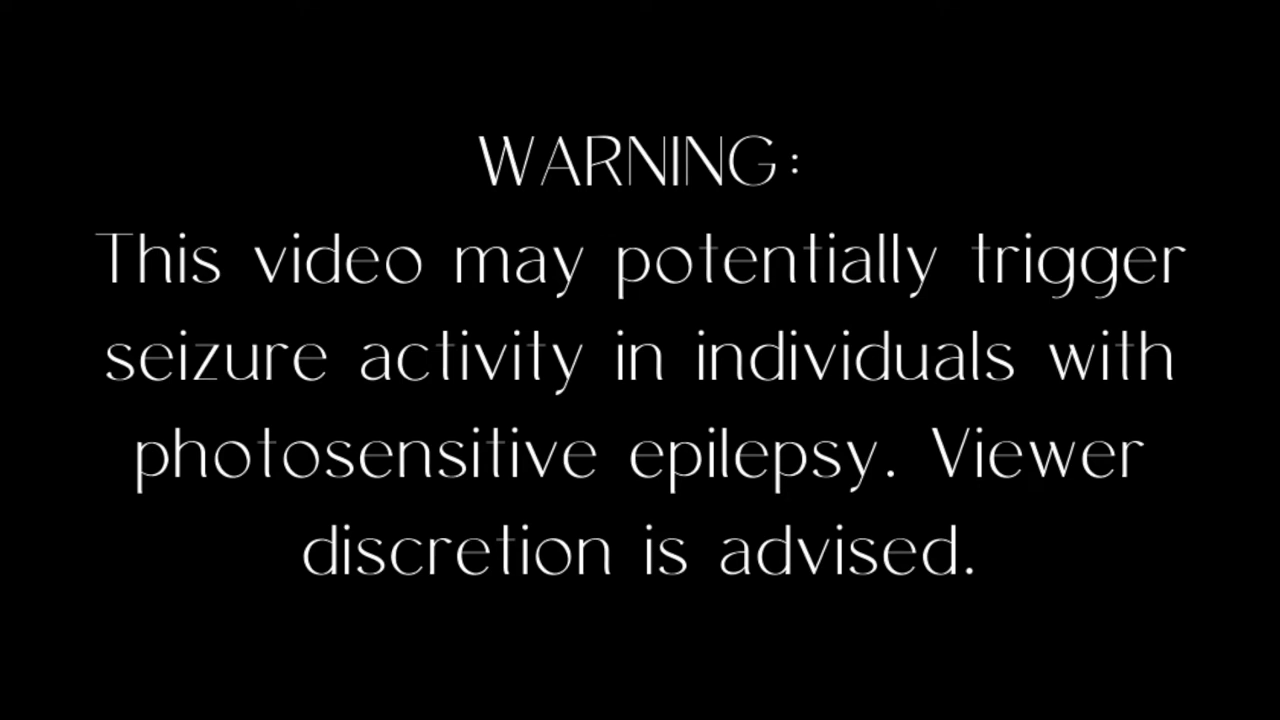 WARNING:
This video may potentially trigger
seizure activity in individuals with
photosensitive epilepsy. Viewer
discretion is advised.